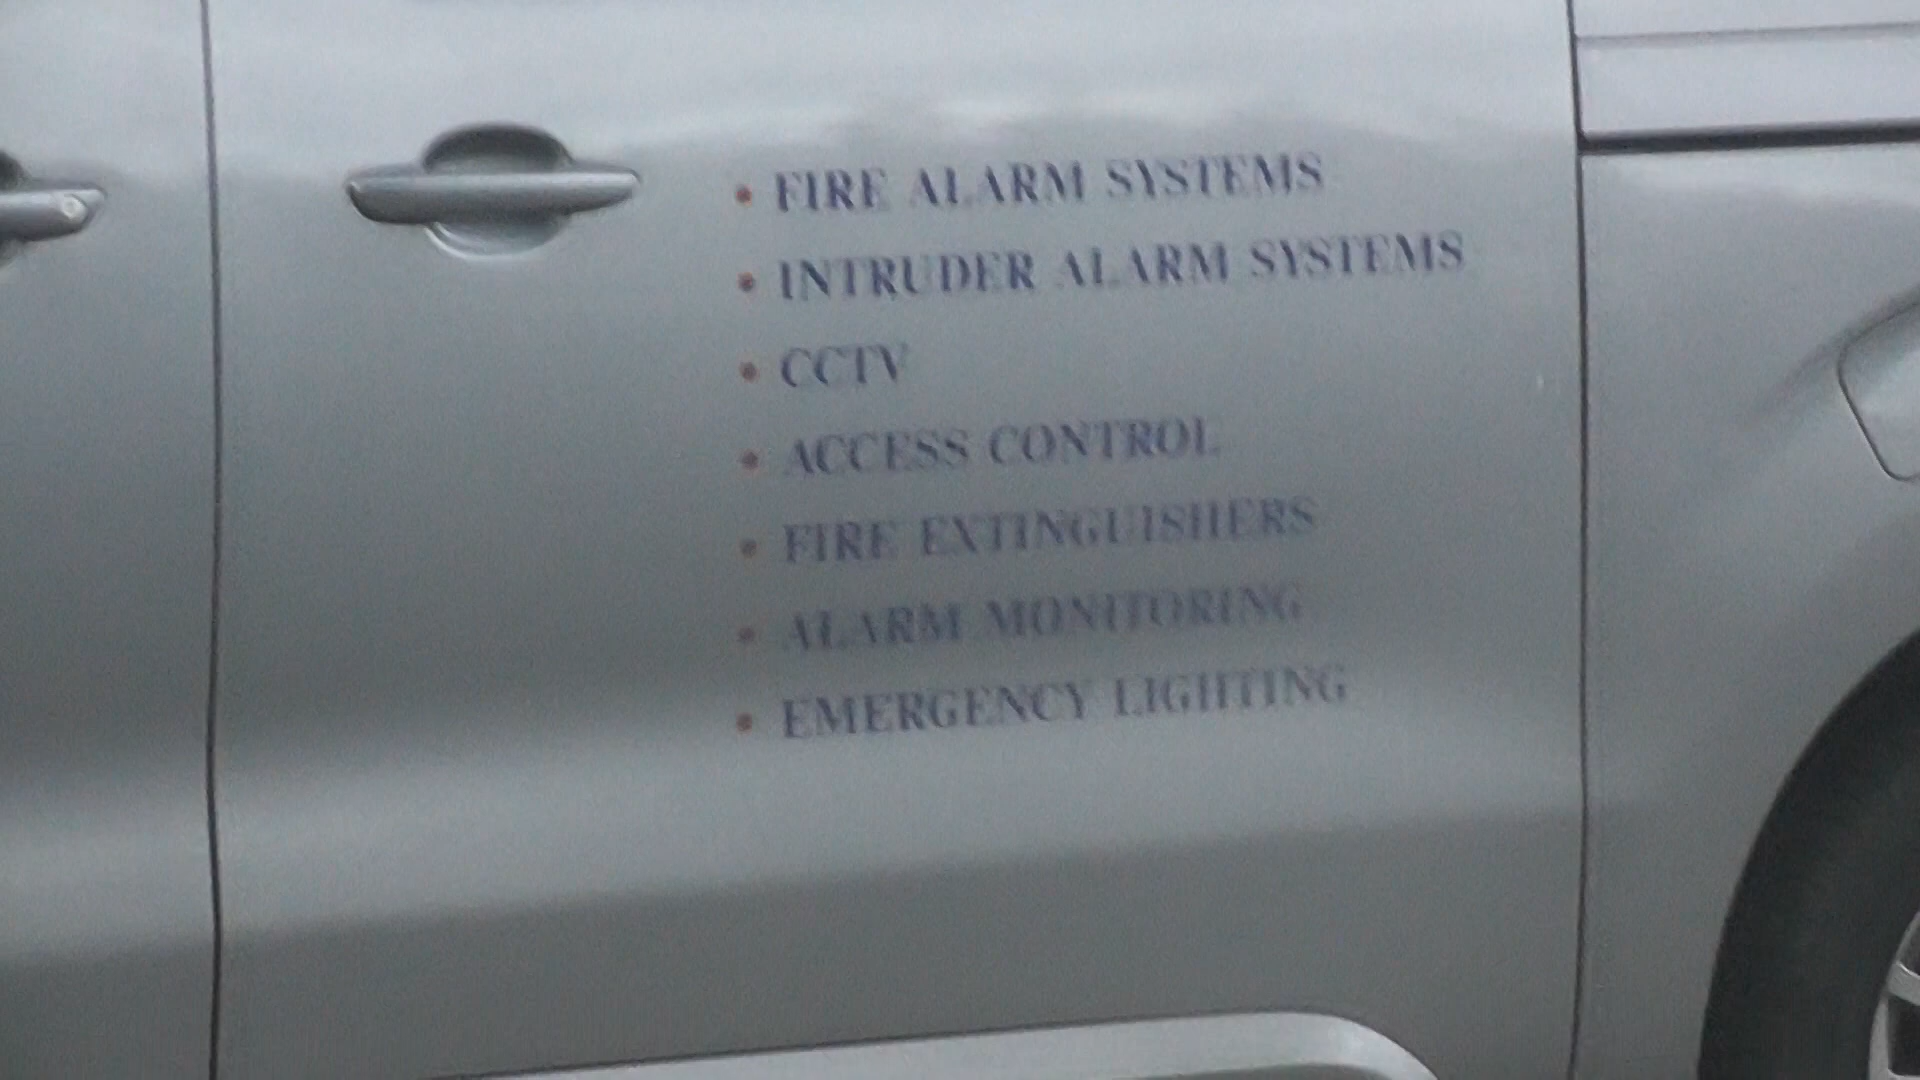 • FIRE ALARM SYSTEMS
• INTRUDER ALARM SYSTEMS
• CCTV
• ACCESS CONTROL
• FIRE EXTINGUISHERS
• ALARM MONITORING
• EMERGENCY LIGHTING